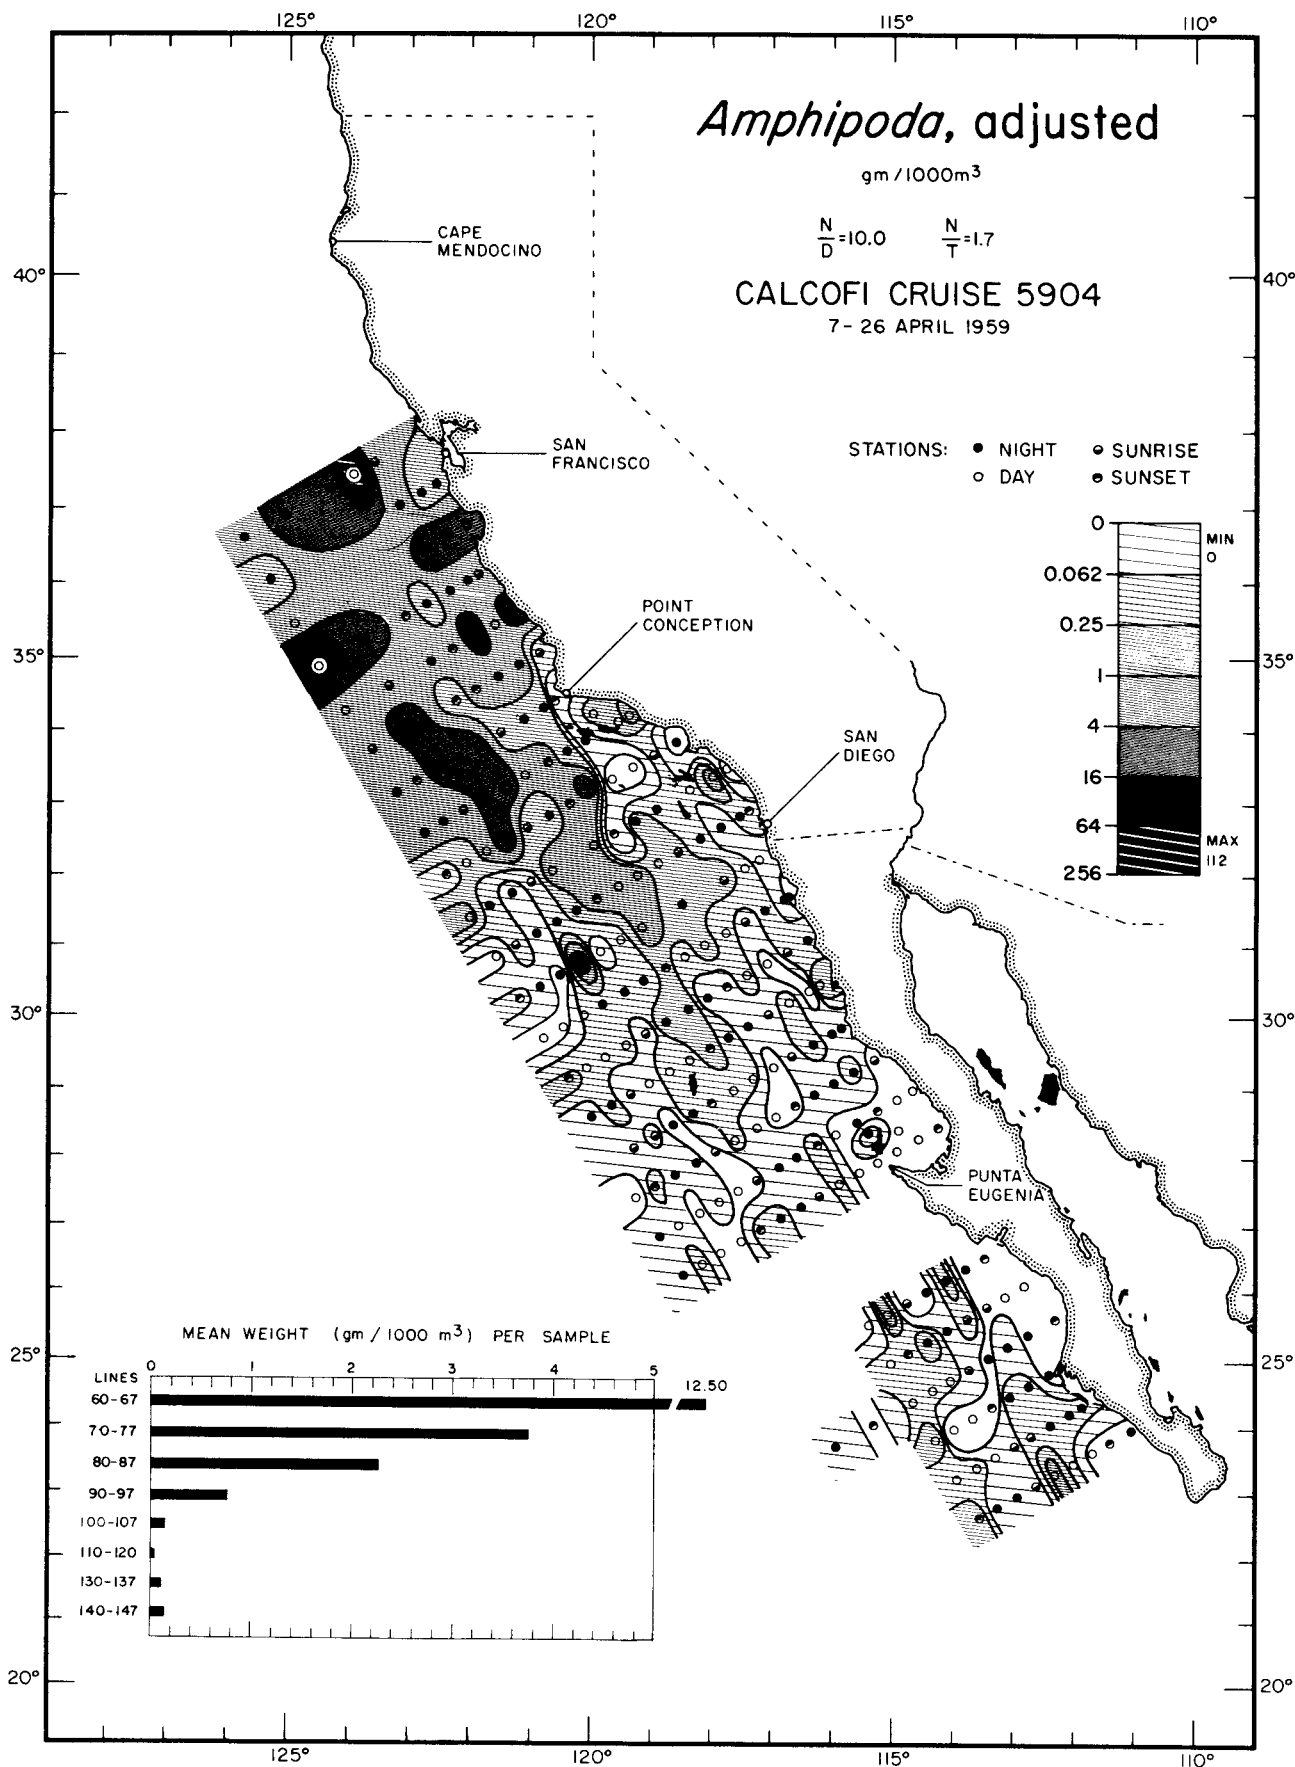 125° 120° 115° 110°
Amphipoda, adjusted
gm/1000m³
N/D=10.0 N/T=1.7
CALCOFI CRUISE 5904
7-26 APRIL 1959
CAPE
MENDOCINO
40° 40°
SAN
FRANCISCO
STATIONS: NIGHT SUNRISE
DAY SUNSET
0
MIN
0
0.062
0.25
1
4
16
64
MAX
112
256
POINT
CONCEPTION
35° 35°
SAN
DIEGO
30° 30°
PUNTA
EUGENIA
MEAN WEIGHT (gm/1000 m³) PER SAMPLE
25° 25°
LINES 0 1 2 3 4 5 12.50
60-67
70-77
80-87
90-97
100-107
110-120
130-137
140-147
20° 20°
125° 120° 115° 110°